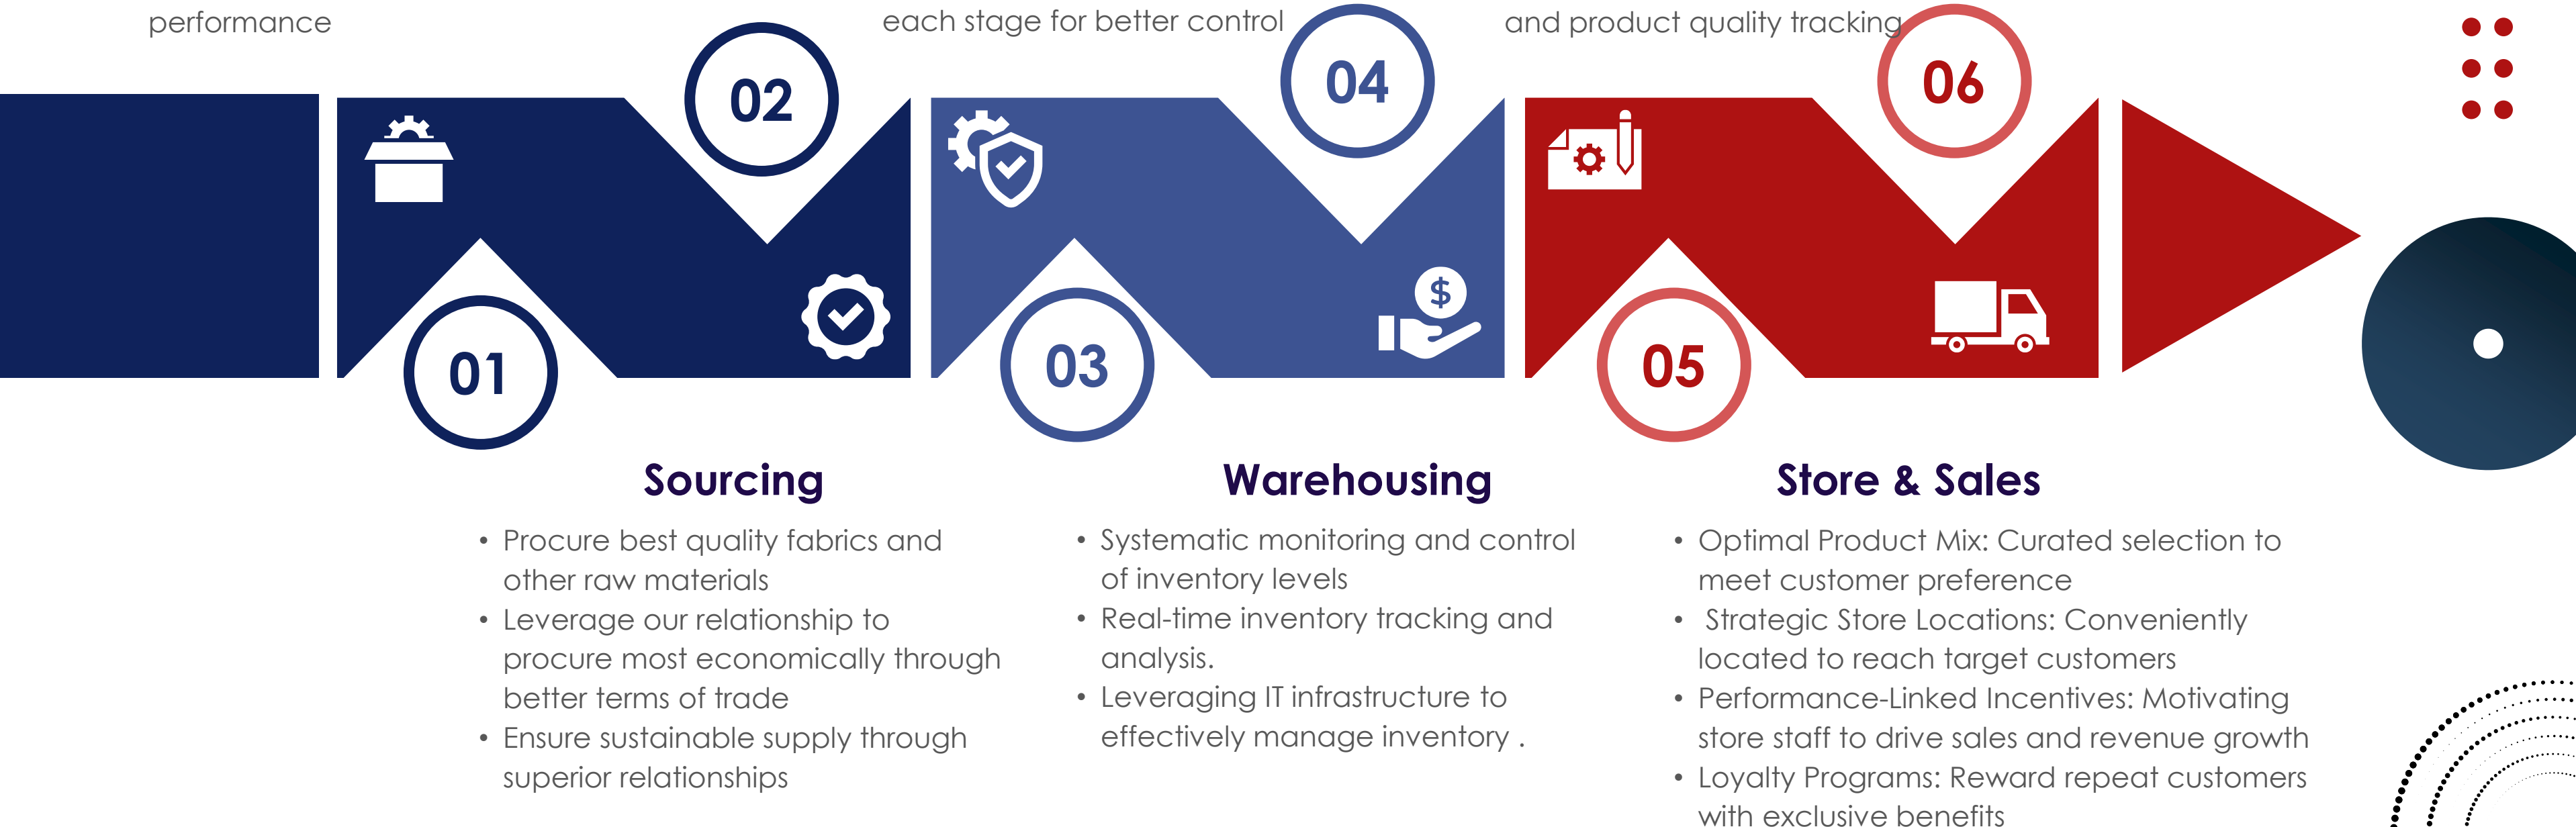 performance
each stage for better control
and product quality tracking
02
04
06
$
01
03
05
Sourcing
• Procure best quality fabrics and
other raw materials
• Leverage our relationship to
procure most economically through
better terms of trade
• Ensure sustainable supply through
superior relationships
Warehousing
• Systematic monitoring and control
of inventory levels
• Real-time inventory tracking and
analysis.
• Leveraging IT infrastructure to
effectively manage inventory .
Store & Sales
• Optimal Product Mix: Curated selection to
meet customer preference
• Strategic Store Locations: Conveniently
located to reach target customers
• Performance-Linked Incentives: Motivating
store staff to drive sales and revenue growth
• Loyalty Programs: Reward repeat customers
with exclusive benefits